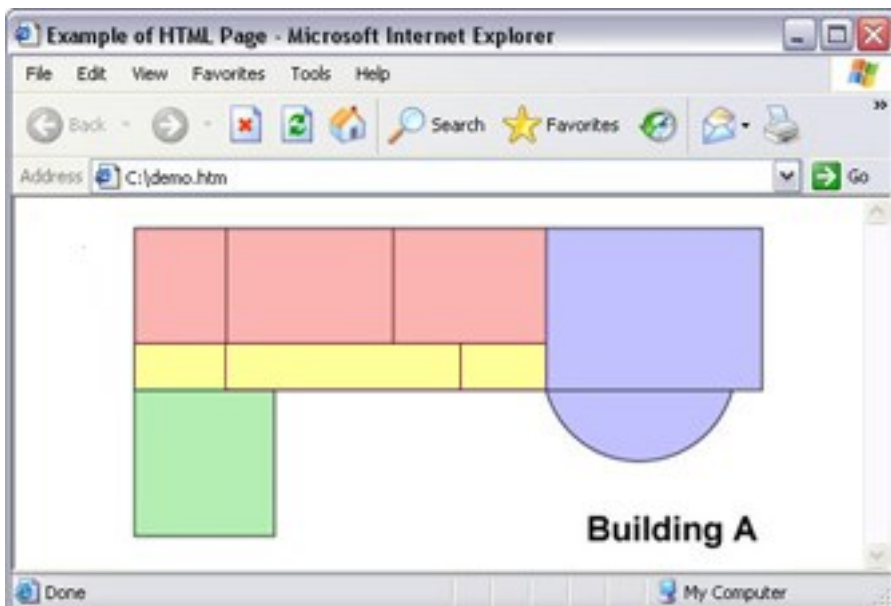 Example of HTML Page - Microsoft Internet Explorer
File Edit View Favorites Tools Help
Back Search Favorites »
Address C:\demo.htm Go
Building A
Done My Computer